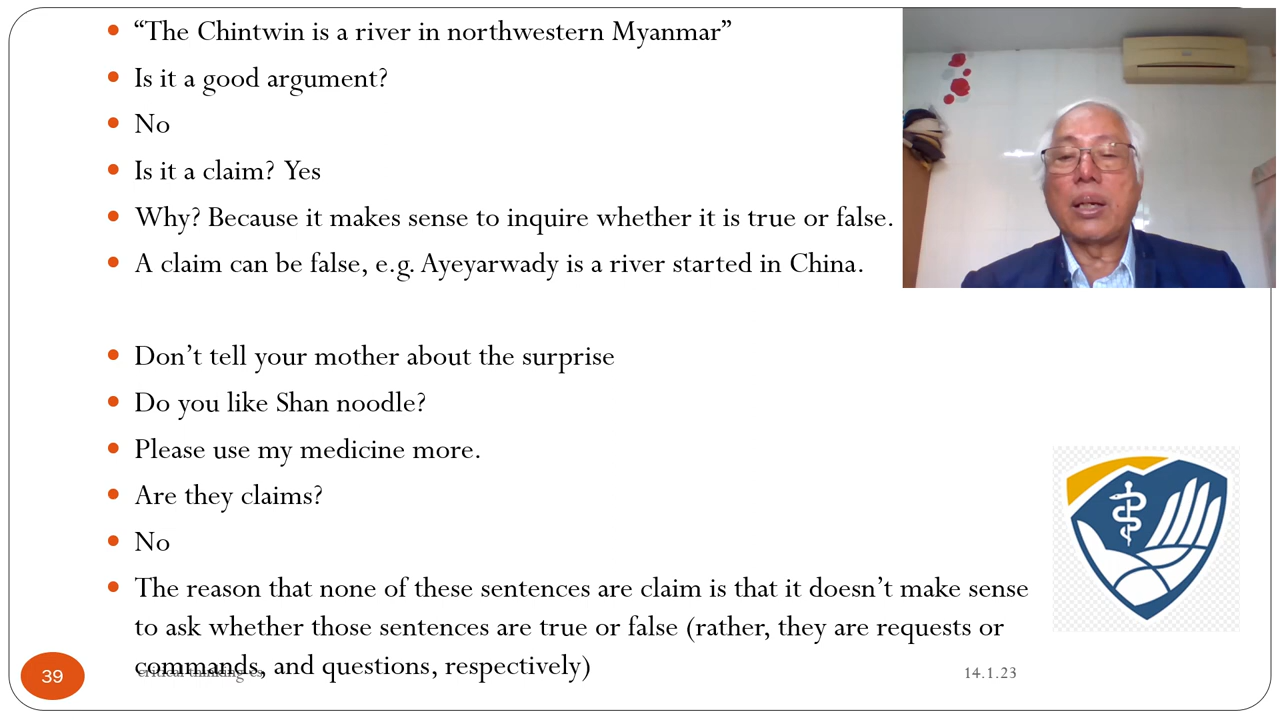 “The Chintwin is a river in northwestern Myanmar”
Is it a good argument?
No
Is it a claim? Yes
Why? Because it makes sense to inquire whether it is true or false.
A claim can be false, e.g. Ayeyarwady is a river started in China.
Don’t tell your mother about the surprise
Do you like Shan noodle?
Please use my medicine more.
Are they claims?
No
The reason that none of these sentences are claim is that it doesn’t make sense
to ask whether those sentences are true or false (rather, they are requests or
commands, and questions, respectively)
39
critical thinking-es
14.1.23